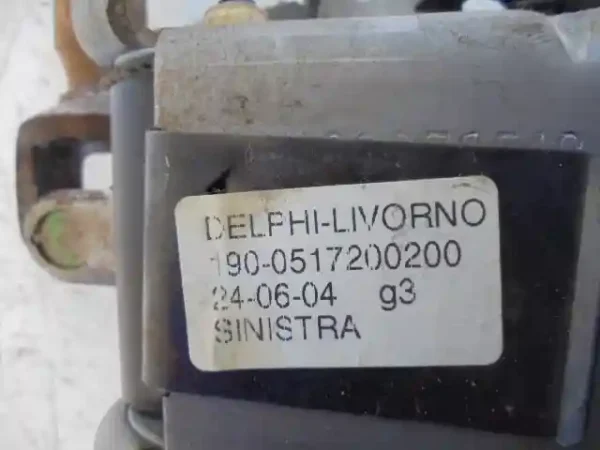 DELPHI-LIVORNO
190-0517200200
24-06-04 g3
SINISTRA